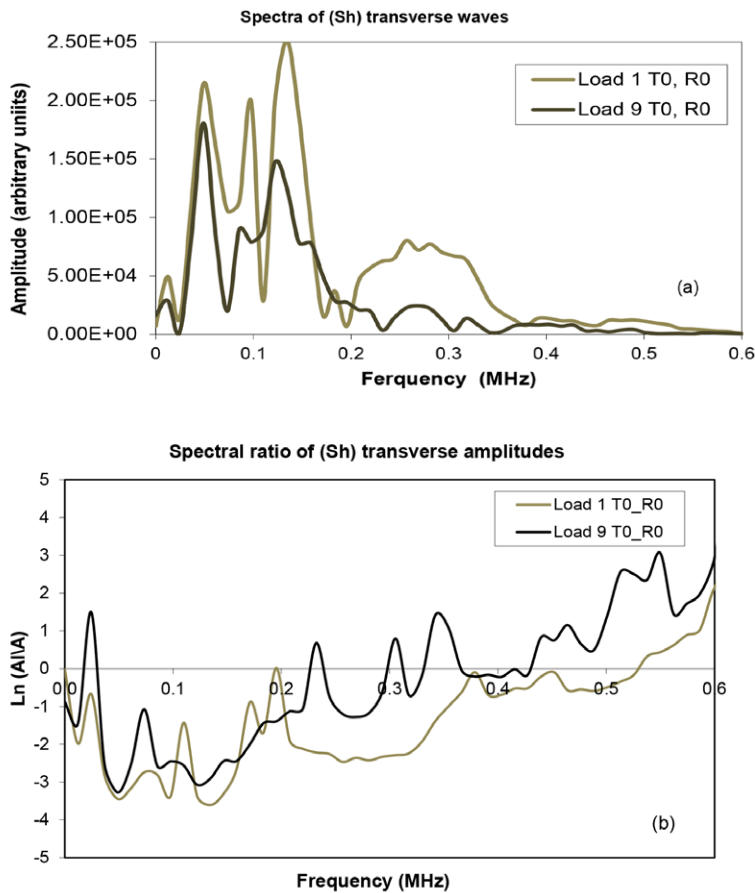 Spectra of (Sh) transverse waves
2.50E+05
2.00E+05
1.50E+05
1.00E+05
5.00E+04
0.00E+00
Amplitude (arbitrary uniits)
Load 1 T0, R0
Load 9 T0, R0
(a)
0 0.1 0.2 0.3 0.4 0.5 0.6
Ferquency (MHz)
Spectral ratio of (Sh) transverse amplitudes
5
4
3
2
1
0
-1
-2
-3
-4
-5
Ln (Al\A)
Load 1 T0_R0
Load 9 T0_R0
0.0 0.1 0.2 0.3 0.4 0.5 0.6
(b)
Frequency (MHz)